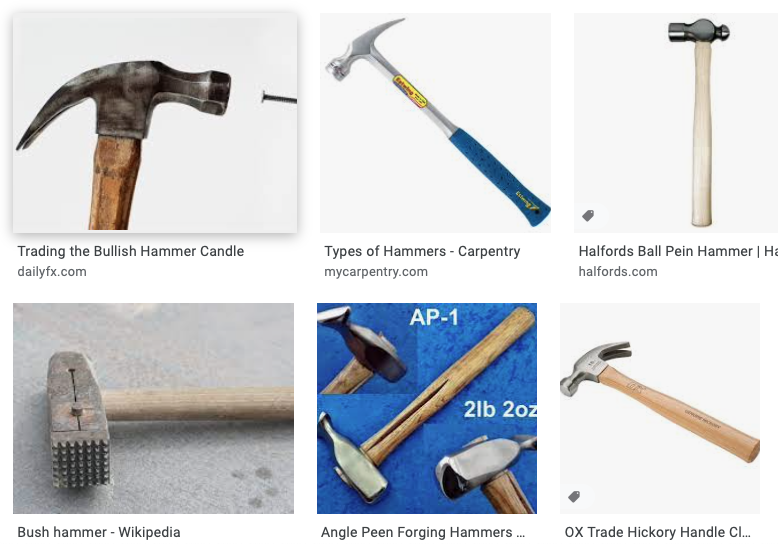 Trading the Bullish Hammer Candle
dailyfx.com
Types of Hammers - Carpentry
mycarpentry.com
Halfords Ball Pein Hammer | Ha
halfords.com
AP-1
2lb 2oz
Bush hammer - Wikipedia
Angle Peen Forging Hammers ...
OX Trade Hickory Handle Cl...